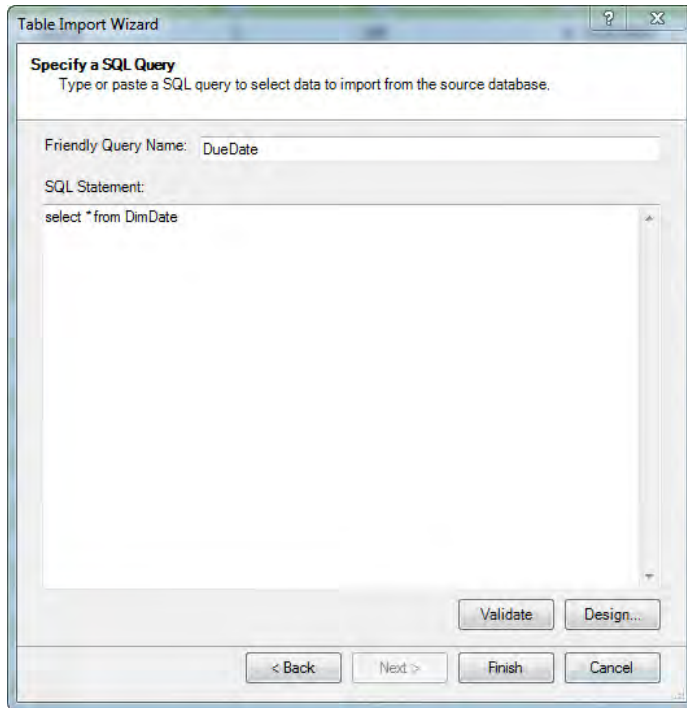 Table Import Wizard
?
Specify a SQL Query
Type or paste a SQL query to select data to import from the source database.
Friendly Query Name: DueDate
SQL Statement:
select * from DimDate
Validate Design...
< Back Next > Finish Cancel